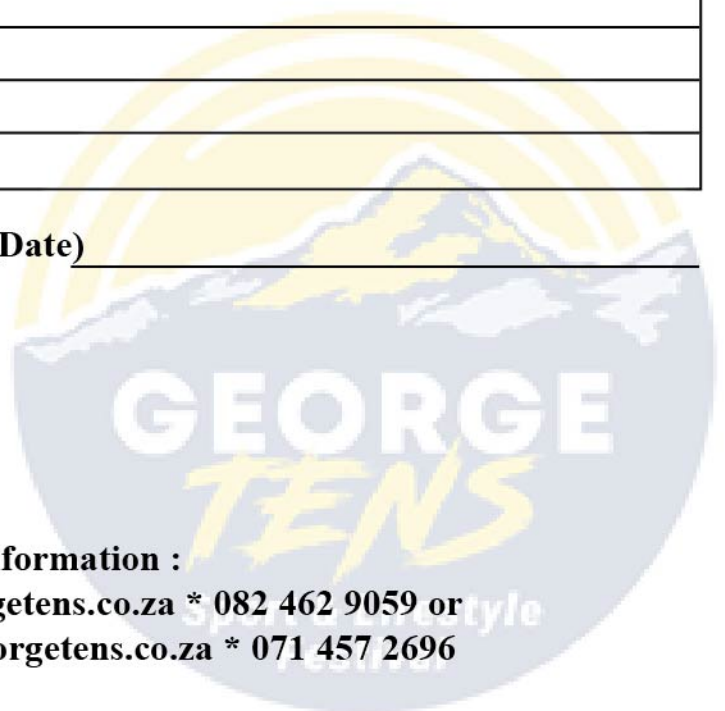 Date)
GEORGE
TENS
Sport & Lifestyle
Festival
nformation :
getens.co.za * 082 462 9059 or
orgetens.co.za * 071 457 2696